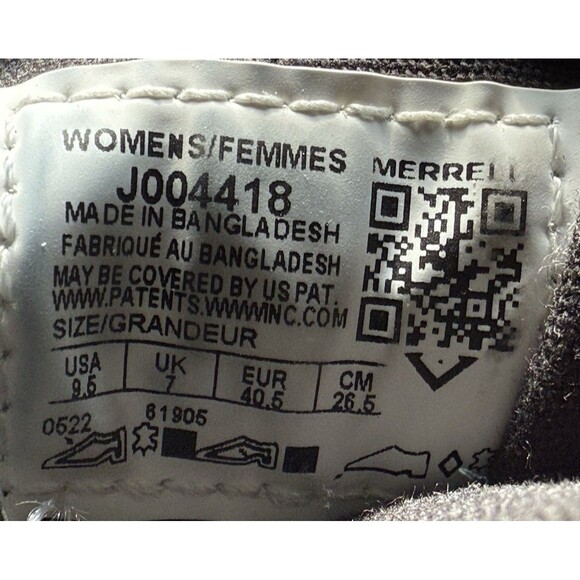 WOMENS/FEMMES
MERRELL
J004418
MADE IN BANGLADESH
FABRIQUÉ AU BANGLADESH
MAY BE COVERED BY US PAT.
WWW.PATENTS.WWWINC.COM
SIZE/GRANDEUR
USA UK EUR CM
9.5 7 40.5 26.5
0522 61905